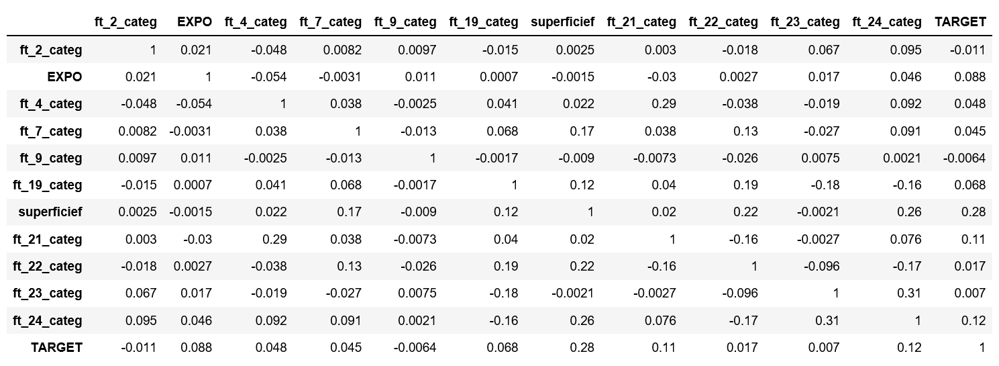 ft_2_categ EXPO ft_4_categ ft_7_categ ft_9_categ ft_19_categ superficief ft_21_categ ft_22_categ ft_23_categ ft_24_categ TARGET
ft_2_categ 1 0.021 -0.048 0.0082 0.0097 -0.015 0.0025 0.003 -0.018 0.067 0.095 -0.011
EXPO 0.021 1 -0.054 -0.0031 0.011 0.0007 -0.0015 -0.03 0.0027 0.017 0.046 0.088
ft_4_categ -0.048 -0.054 1 0.038 -0.0025 0.041 0.022 0.29 -0.038 -0.019 0.092 0.048
ft_7_categ 0.0082 -0.0031 0.038 1 -0.013 0.068 0.17 0.038 0.13 -0.027 0.091 0.045
ft_9_categ 0.0097 0.011 -0.0025 -0.013 1 -0.0017 -0.009 -0.0073 -0.026 0.0075 0.0021 -0.0064
ft_19_categ -0.015 0.0007 0.041 0.068 -0.0017 1 0.12 0.04 0.19 -0.18 -0.16 0.068
superficief 0.0025 -0.0015 0.022 0.17 -0.009 0.12 1 0.02 0.22 -0.0021 0.26 0.28
ft_21_categ 0.003 -0.03 0.29 0.038 -0.0073 0.04 0.02 1 -0.16 -0.0027 0.076 0.11
ft_22_categ -0.018 0.0027 -0.038 0.13 -0.026 0.19 0.22 -0.16 1 -0.096 -0.17 0.017
ft_23_categ 0.067 0.017 -0.019 -0.027 0.0075 -0.18 -0.0021 -0.0027 -0.096 1 0.31 0.007
ft_24_categ 0.095 0.046 0.092 0.091 0.0021 -0.16 0.26 0.076 -0.17 0.31 1 0.12
TARGET -0.011 0.088 0.048 0.045 -0.0064 0.068 0.28 0.11 0.017 0.007 0.12 1